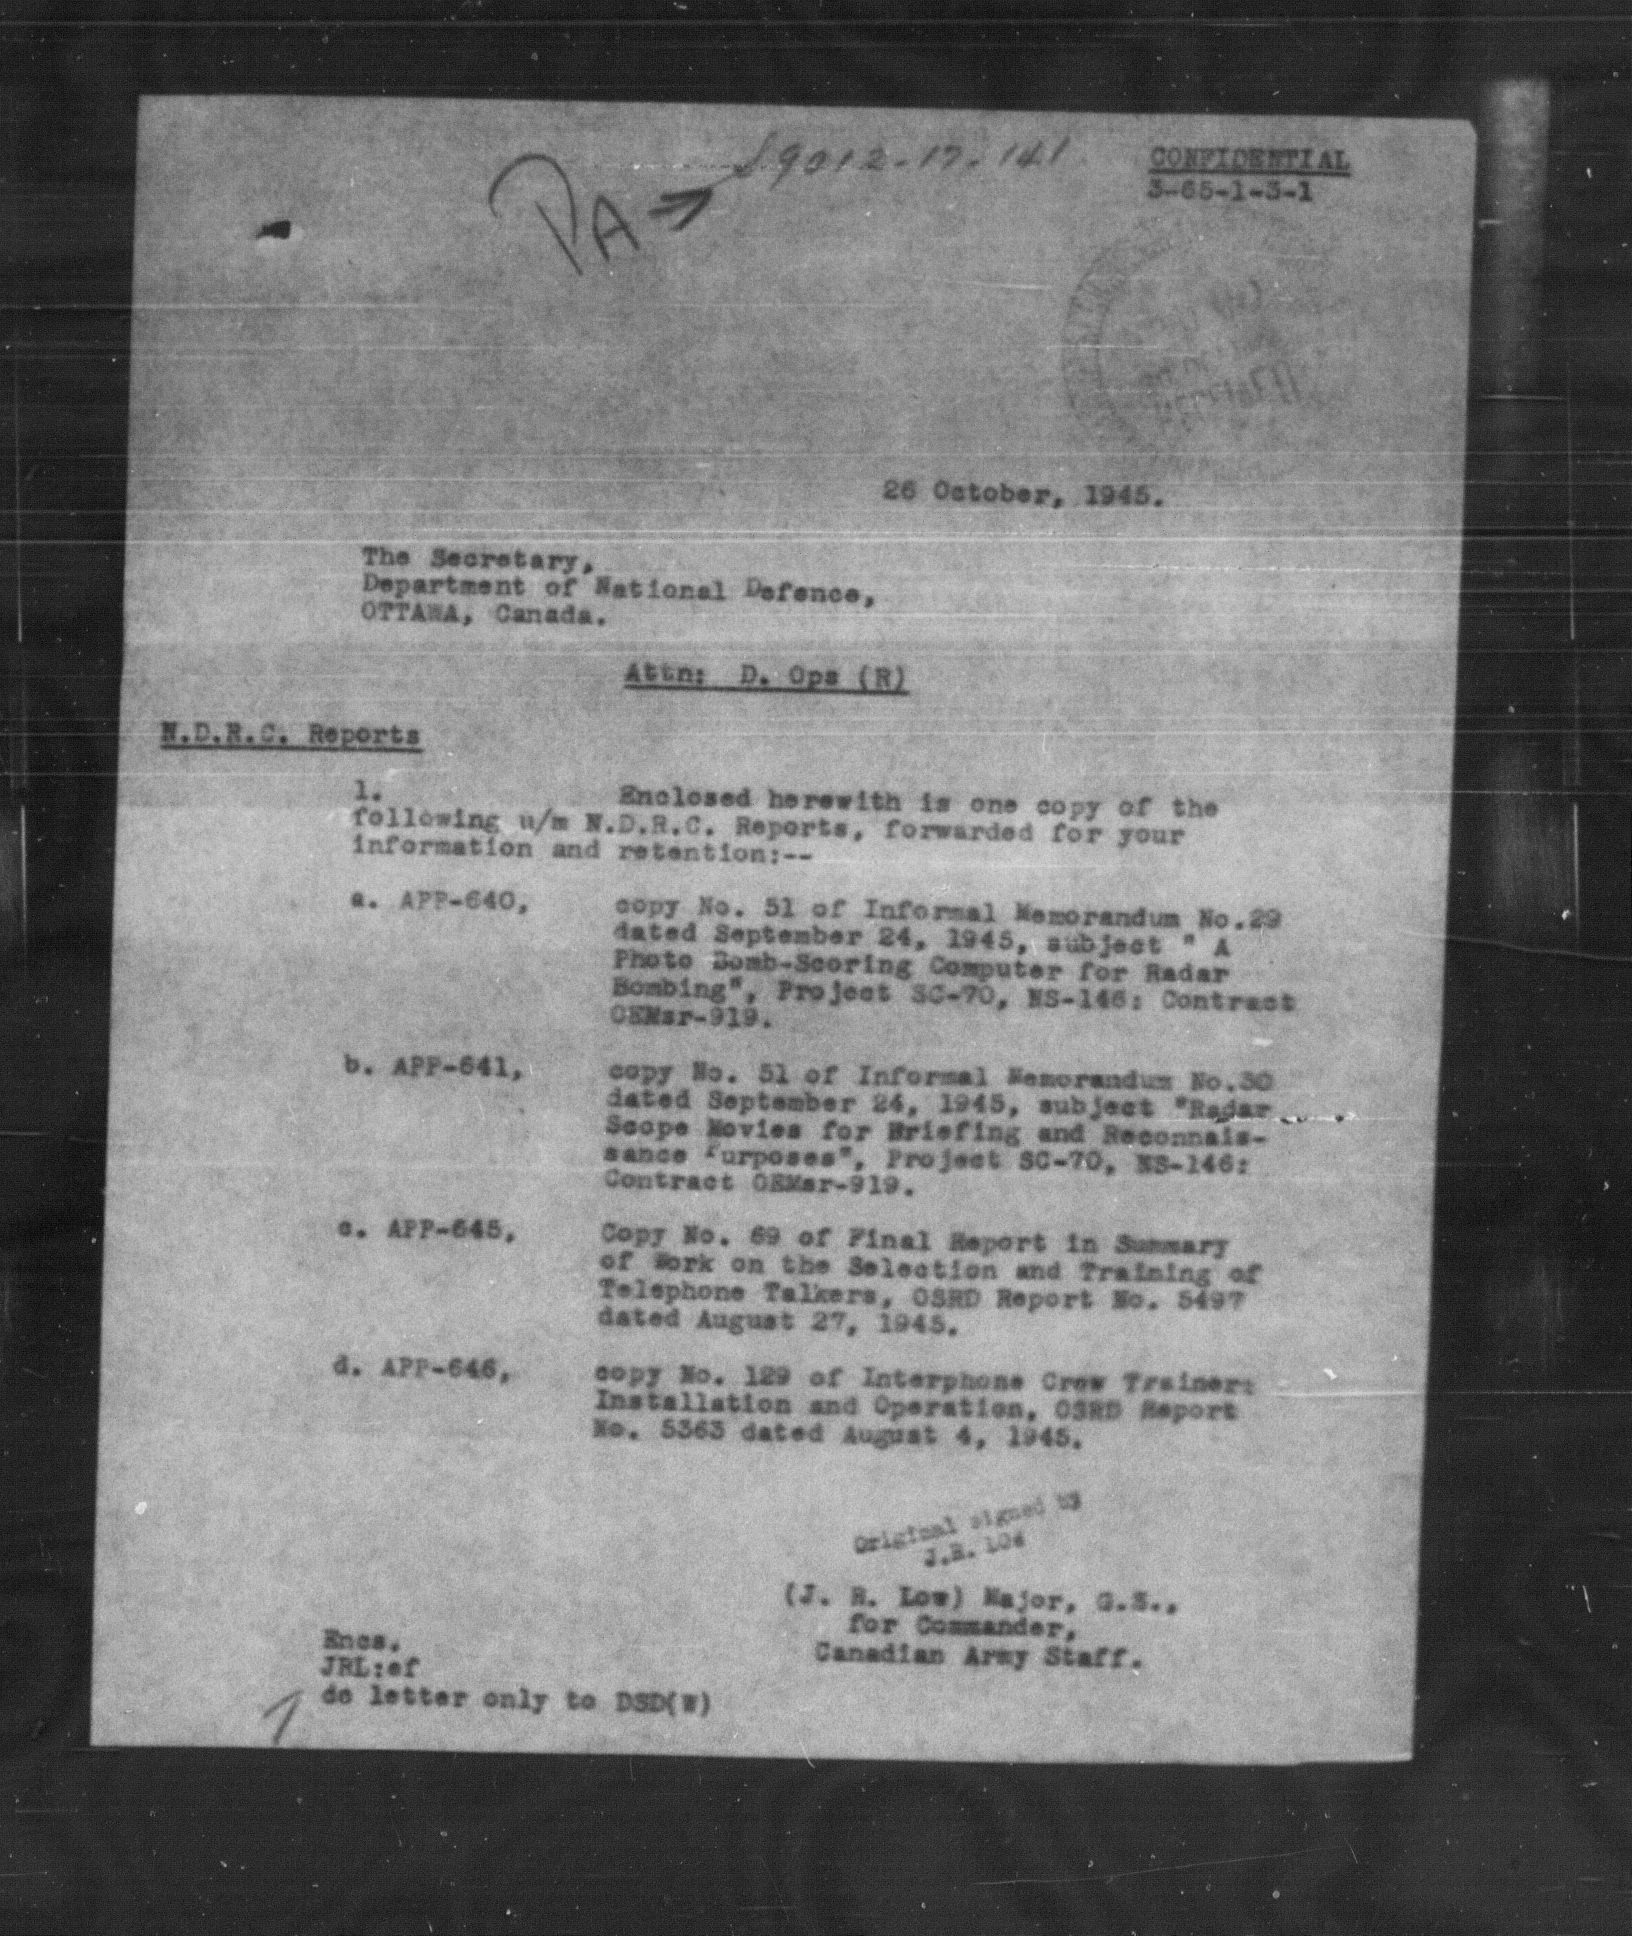 9012-17-141
PA →
CONFIDENTIAL
3-65-1-3-1
26 October, 1945.
The Secretary,
Department of National Defence,
OTTAWA, Canada.
Attn: D. Ops (R)
N.D.R.C. Reports
1. Enclosed herewith is one copy of the
following u/m N.D.R.C. Reports, forwarded for your
information and retention:--
a. APP-640, copy No. 51 of Informal Memorandum No.29
dated September 24, 1945, subject " A
Photo Bomb-Scoring Computer for Radar
Bombing", Project SC-70, NS-146: Contract
OEMsr-919.
b. APP-641, copy No. 51 of Informal Memorandum No.30
dated September 24, 1945, subject "Radar
Scope Movies for Briefing and Reconnais-
sance Purposes", Project SC-70, NS-146:
Contract OEMsr-919.
c. APP-645, Copy No. 69 of Final Report in Summary
of Work on the Selection and Training of
Telephone Talkers, OSRD Report No. 5497
dated August 27, 1945.
d. APP-646, copy No. 129 of Interphone Crew Trainer:
Installation and Operation, OSRD Report
No. 5363 dated August 4, 1945.
Original signed by
J.R. Low
(J. R. Low) Major, G.S.,
for Commander,
Canadian Army Staff.
Encs.
JRL:ef
dc letter only to DSD(W)